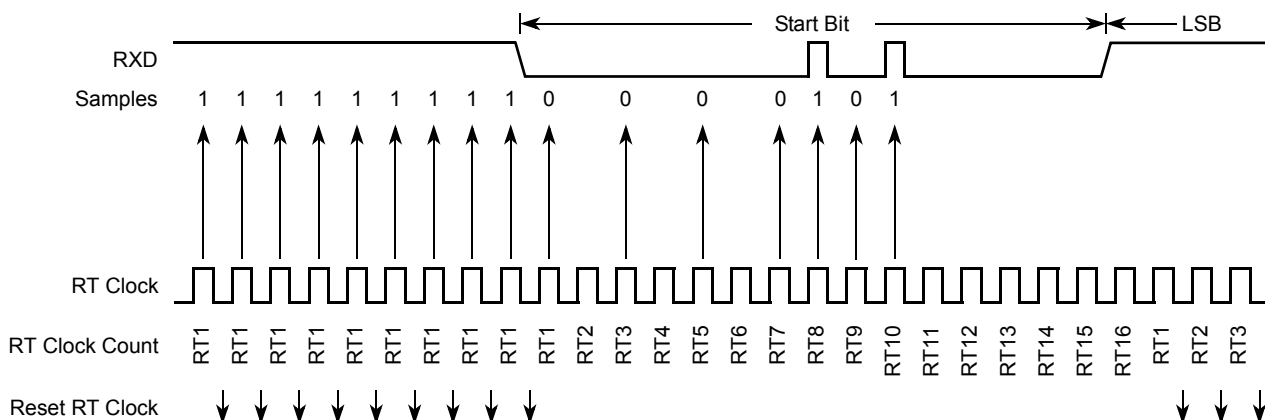 Start Bit LSB
RXD
Samples 1 1 1 1 1 1 1 1 1 0 0 0 0 1 0 1
RT Clock
RT Clock Count RT1 RT1 RT1 RT1 RT1 RT1 RT1 RT1 RT1 RT1 RT2 RT3 RT4 RT5 RT6 RT7 RT8 RT9 RT10 RT11 RT12 RT13 RT14 RT15 RT16 RT1 RT2 RT3
Reset RT Clock